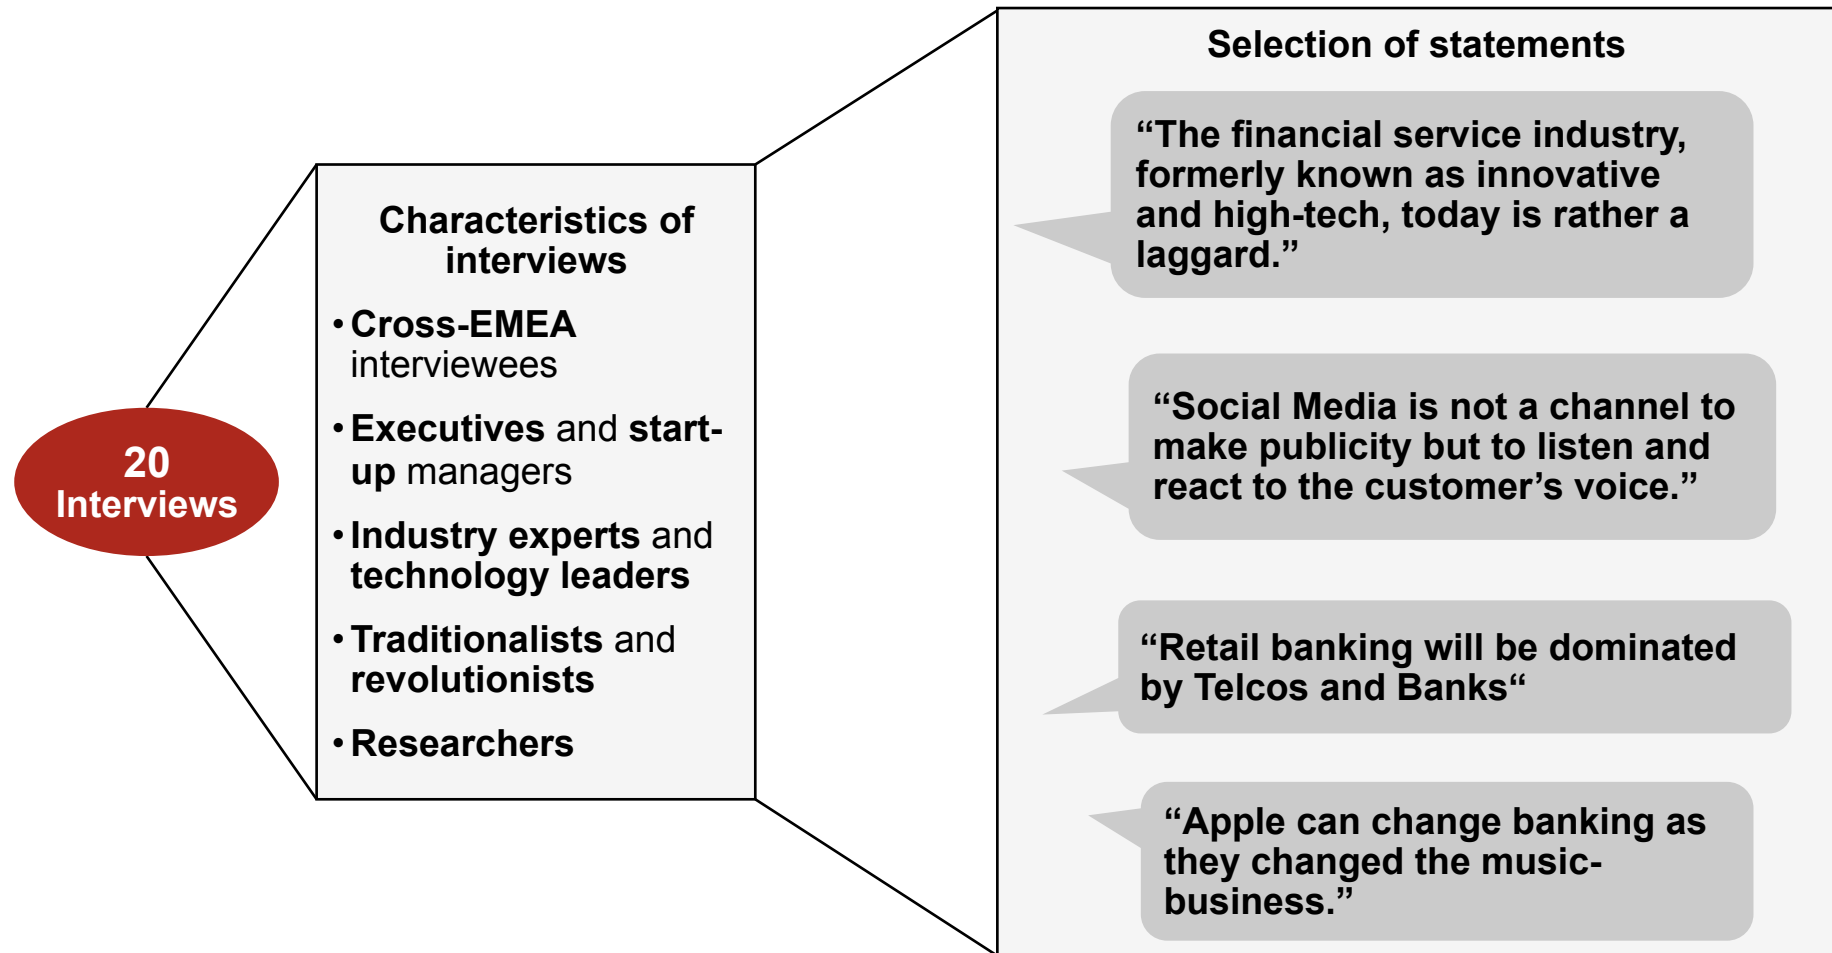 20
Interviews
Characteristics of
interviews
• Cross-EMEA
interviewees
• Executives and start-
up managers
• Industry experts and
technology leaders
• Traditionalists and
revolutionists
• Researchers
Selection of statements
“The financial service industry,
formerly known as innovative
and high-tech, today is rather a
laggard.”
“Social Media is not a channel to
make publicity but to listen and
react to the customer’s voice.”
“Retail banking will be dominated
by Telcos and Banks“
“Apple can change banking as
they changed the music-
business.”